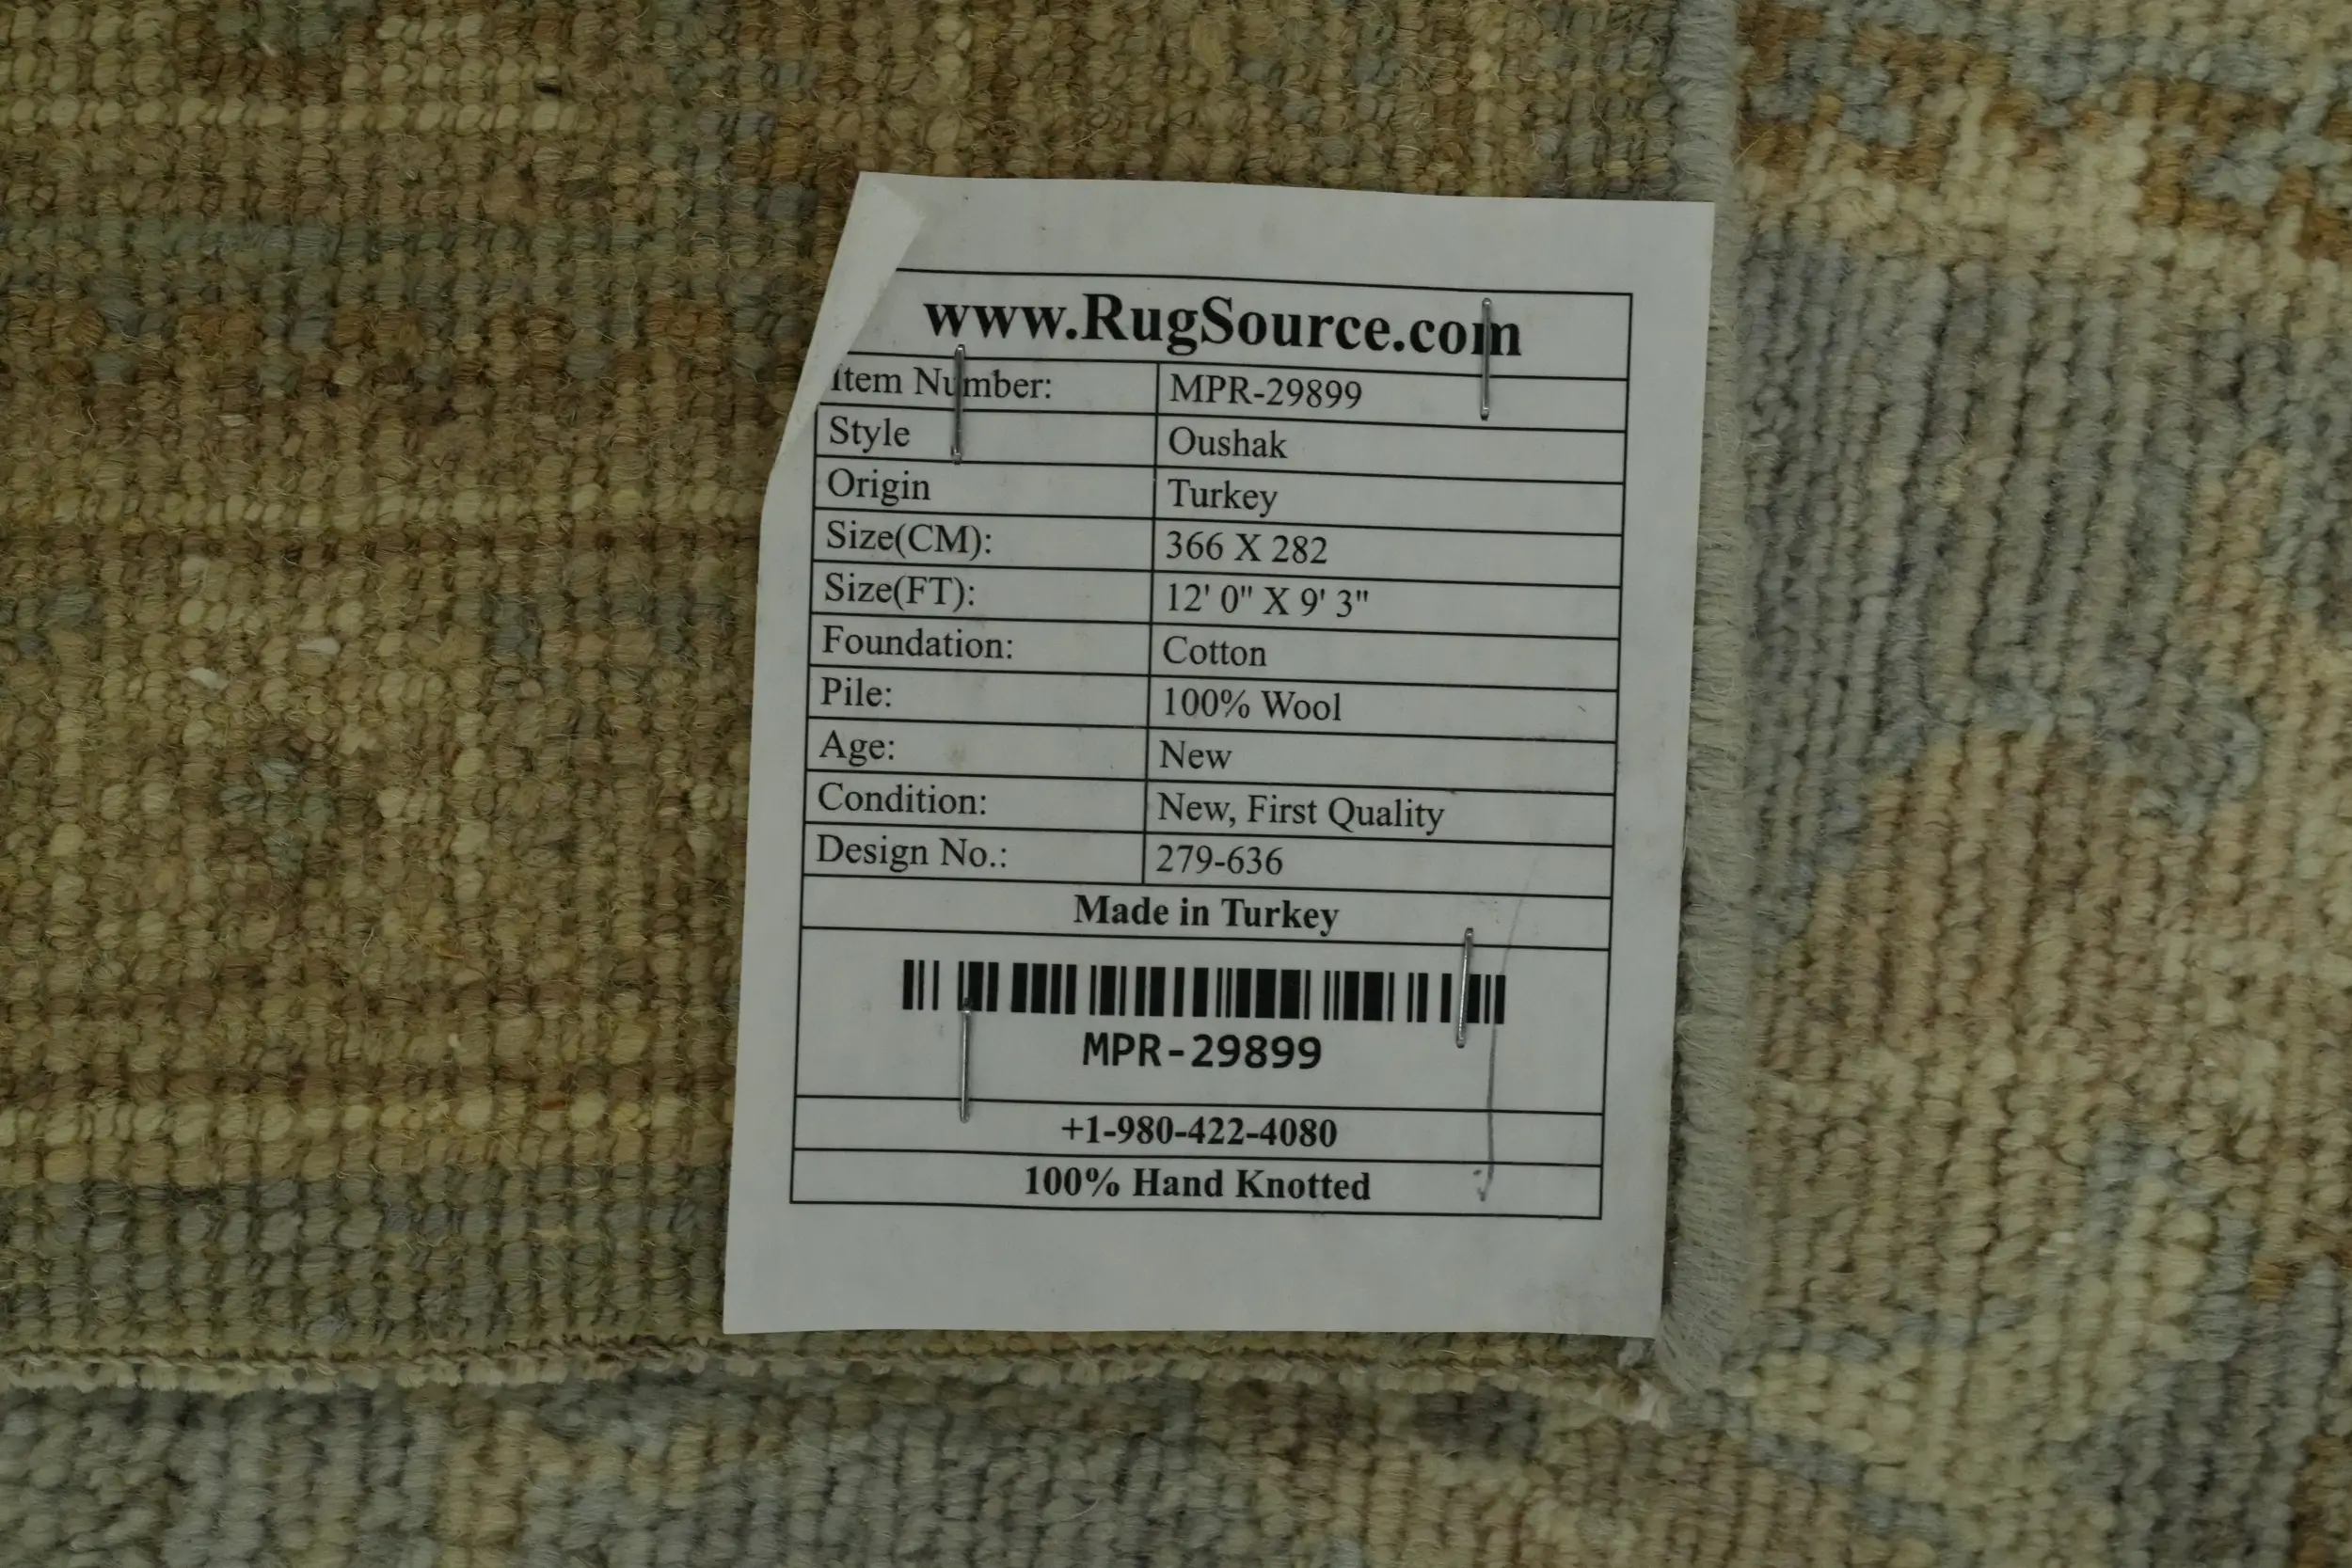 www.RugSource.com
Item Number: MPR-29899
Style Oushak
Origin Turkey
Size(CM): 366 X 282
Size(FT): 12' 0" X 9' 3"
Foundation: Cotton
Pile: 100% Wool
Age: New
Condition: New, First Quality
Design No.: 279-636
Made in Turkey
MPR-29899
+1-980-422-4080
100% Hand Knotted